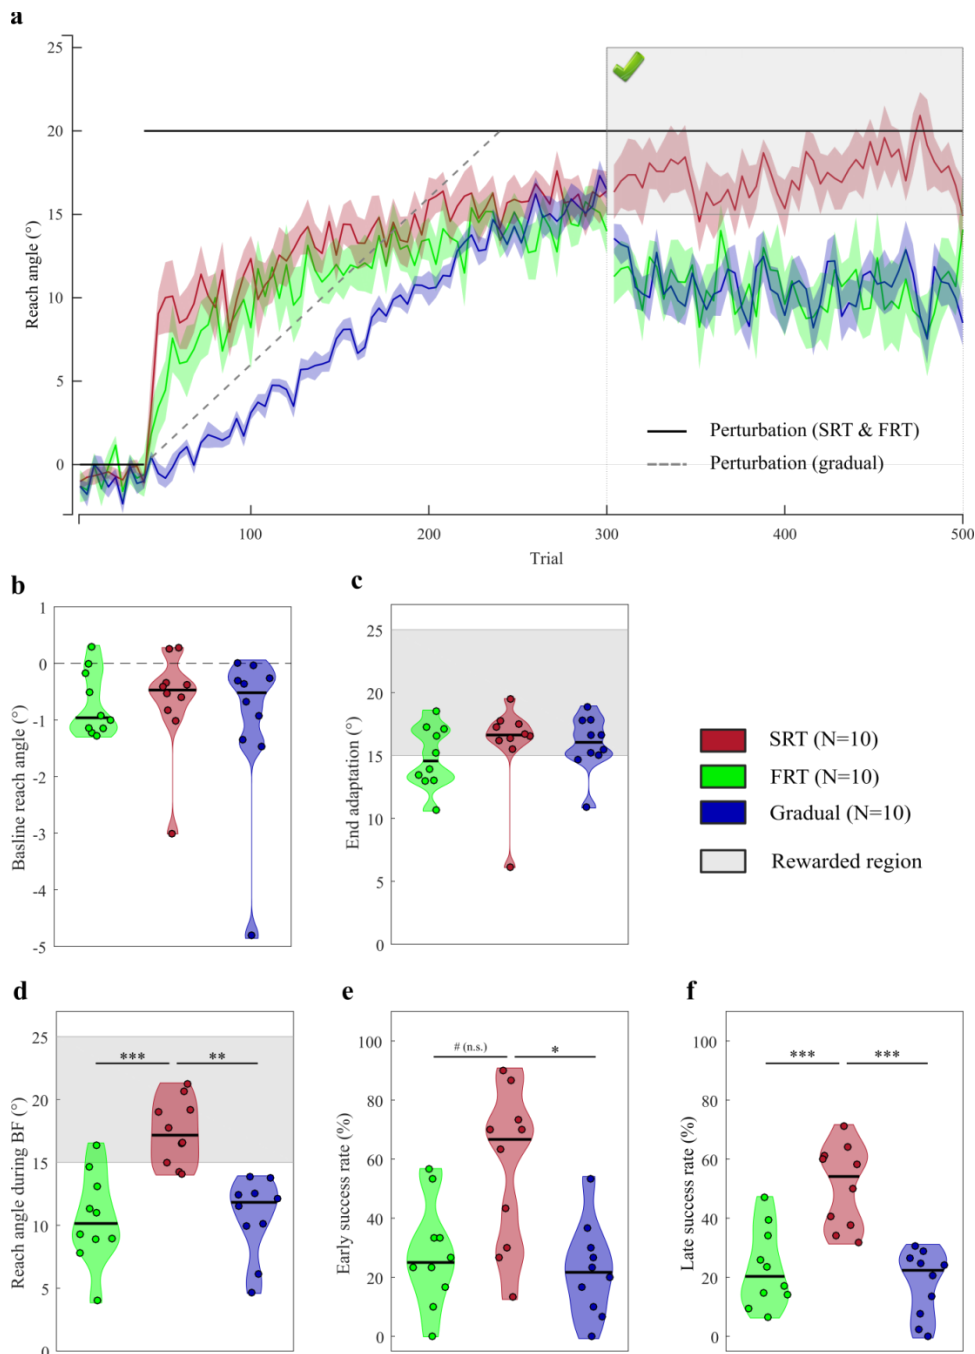 a
25
20
15
10
5
0
Reach angle (°)
Perturbation (SRT & FRT)
Perturbation (gradual)
100
200
300
400
500
Trial
b
1
0
-1
-2
-3
-4
-5
Basline reach angle (°)
c
25
20
15
10
5
0
End adaptation (°)
SRT (N=10)
FRT (N=10)
Gradual (N=10)
Rewarded region
d
25
20
15
10
5
0
Reach angle during BF (°)
***
**
e
100
80
60
40
20
0
Early success rate (%)
# (n.s.)
*
f
100
80
60
40
20
0
Late success rate (%)
***
***